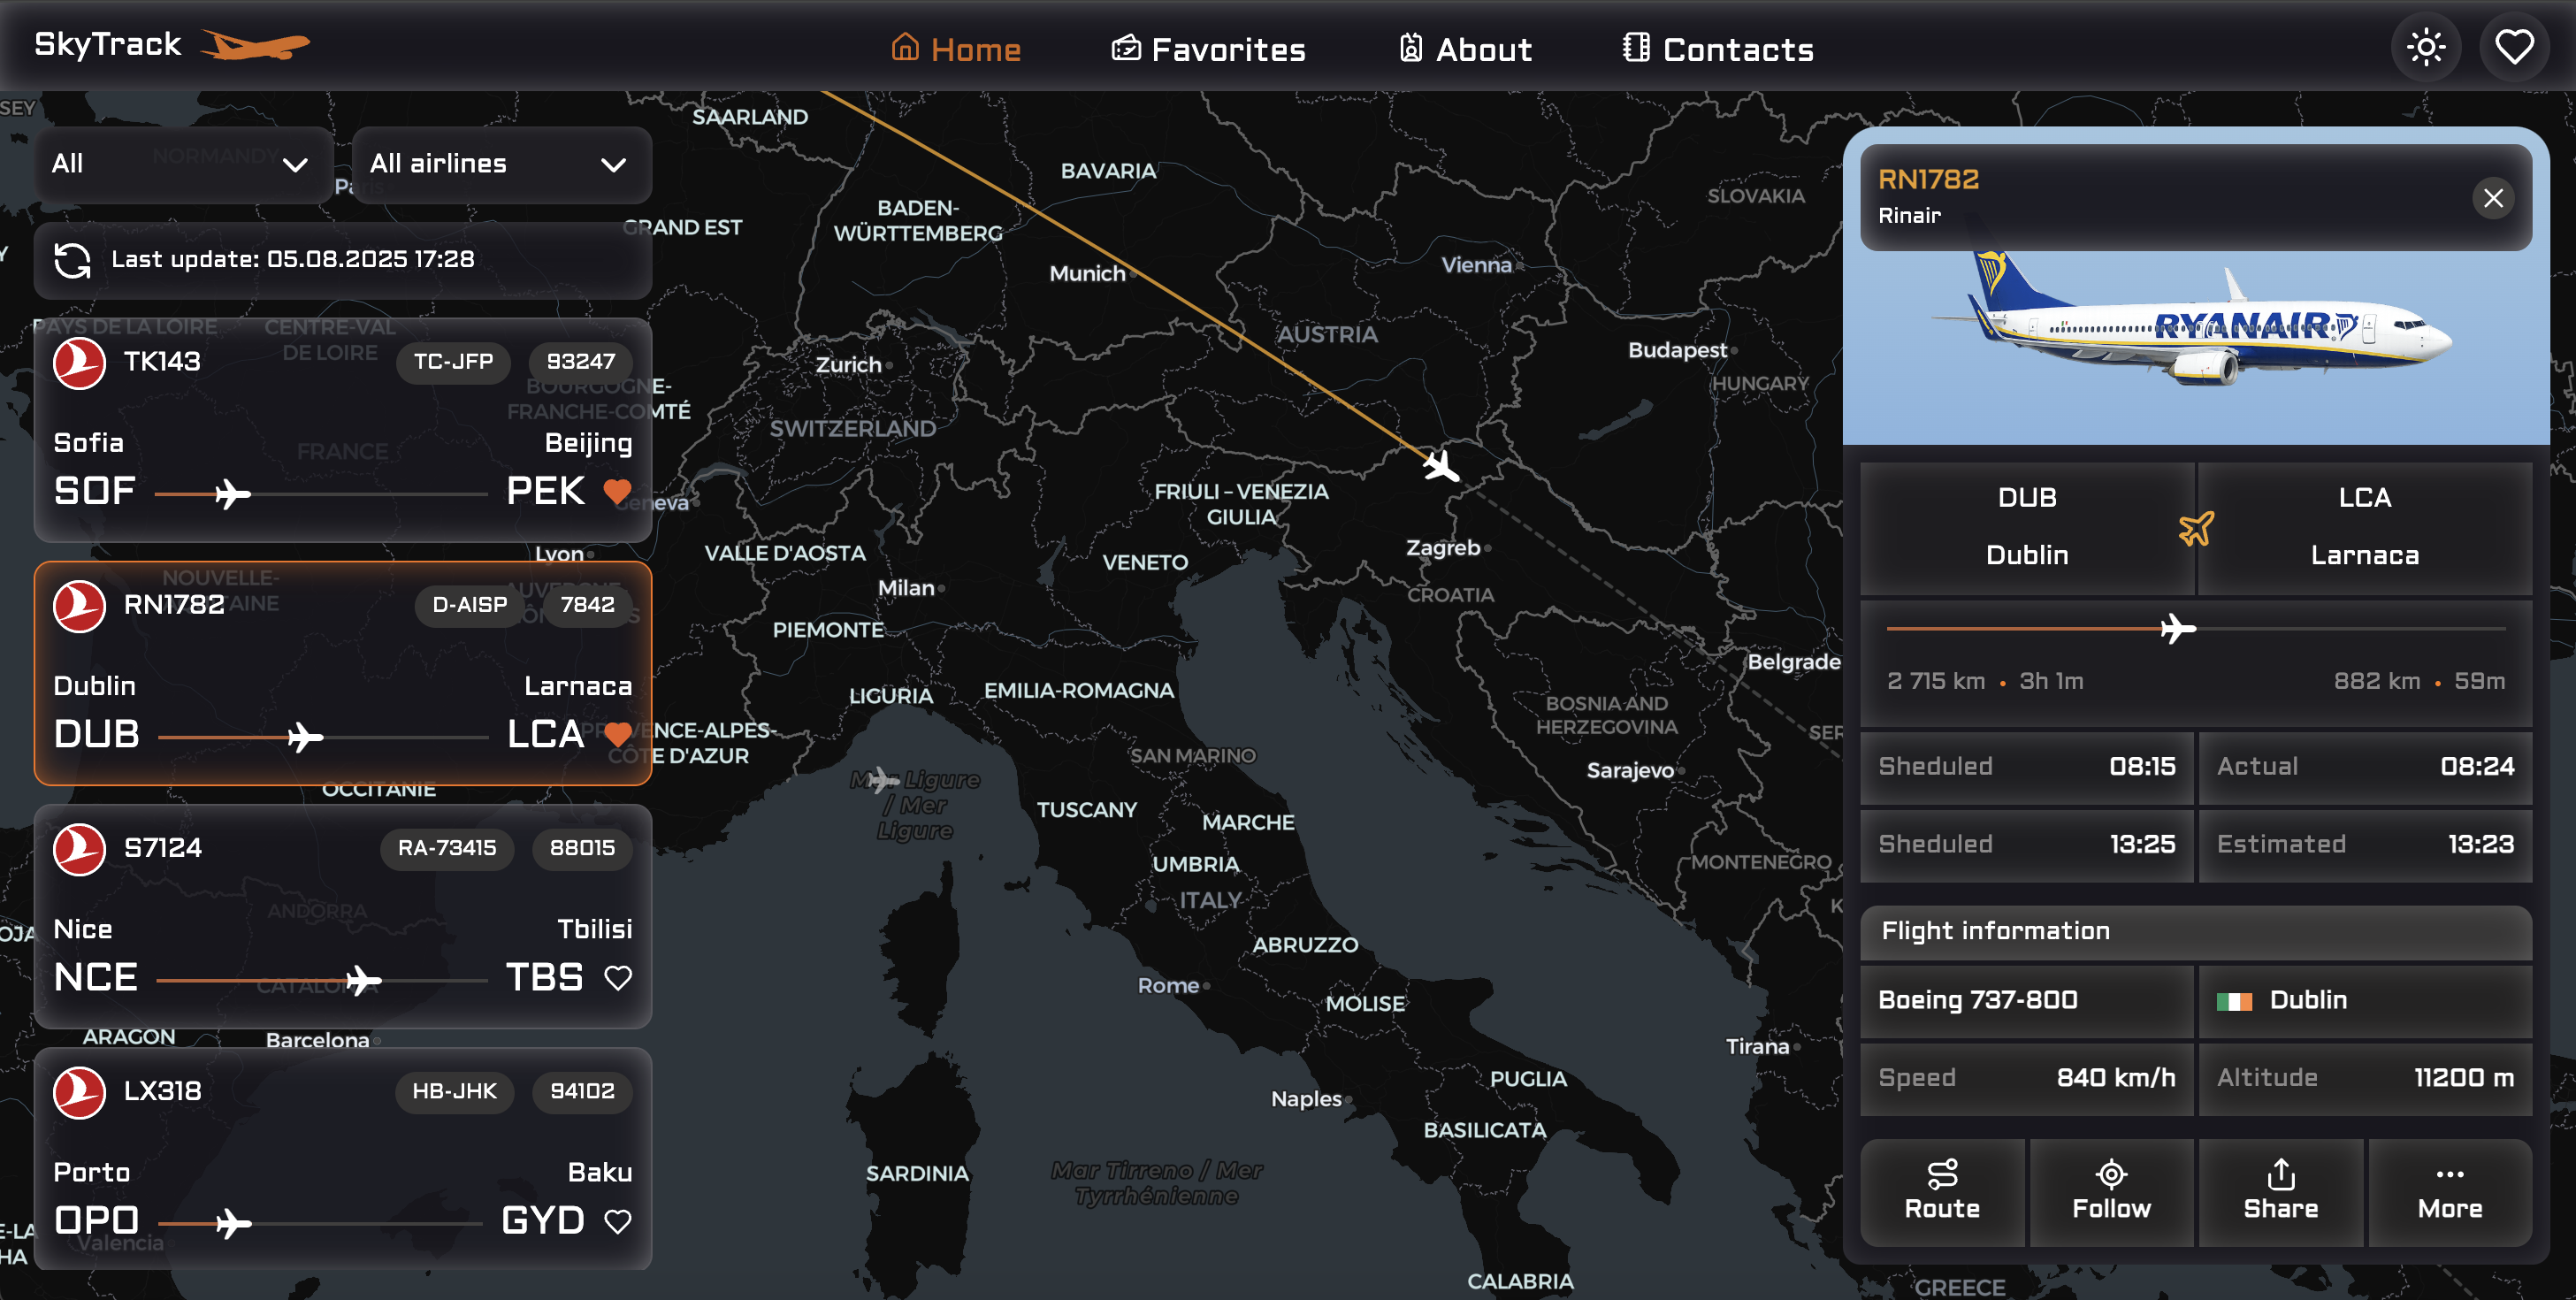 SkyTrack
Home
Favorites
About
Contacts
All
All airlines
Last update: 05.08.2025 17:28
TK143
TC-JFP
93247
Sofia
Beijing
SOF
PEK
RN1782
D-AISP
7842
Dublin
Larnaca
DUB
LCA
S7124
RA-73415
88015
Nice
Tbilisi
NCE
TBS
LX318
HB-JHK
94102
Porto
Baku
OPO
GYD
SEY
NORMANDY
Paris
SAARLAND
GRAND EST
BAVARIA
BADEN-
WÜRTTEMBERG
Munich
SLOVAKIA
Vienna
AUSTRIA
PAYS DE LA LOIRE
CENTRE-VAL
DE LOIRE
BOURGOGNE-
FRANCHE-COMTÉ
FRANCE
Zurich
SWITZERLAND
Budapest
HUNGARY
Geneva
Lyon
VALLE D'AOSTA
FRIULI – VENEZIA
GIULIA
VENETO
Milan
Zagreb
CROATIA
NOUVELLE-
AQUITAINE
PIEMONTE
LIGURIA
EMILIA-ROMAGNA
Belgrade
BOSNIA AND
HERZEGOVINA
SER
PROVENCE-ALPES-
CÔTE D'AZUR
SAN MARINO
Sarajevo
OCCITANIE
Mar Ligure
/ Mer
Ligure
TUSCANY
MARCHE
UMBRIA
ITALY
MONTENEGRO
K
ANDORRA
OJA
ABRUZZO
CATALONIA
Rome
MOLISE
ARAGON
Barcelona
Tirana
Naples
PUGLIA
BASILICATA
SARDINIA
Mar Tirreno / Mer
Tyrrhénienne
E-LA
HA
Valencia
CALABRIA
GREECE
RN1782
Rinair
RYANAIR
DUB
LCA
Dublin
Larnaca
2 715 km • 3h 1m
882 km • 59m
Sheduled 08:15
Actual 08:24
Sheduled 13:25
Estimated 13:23
Flight information
Boeing 737-800
Dublin
Speed 840 km/h
Altitude 11200 m
Route
Follow
Share
More